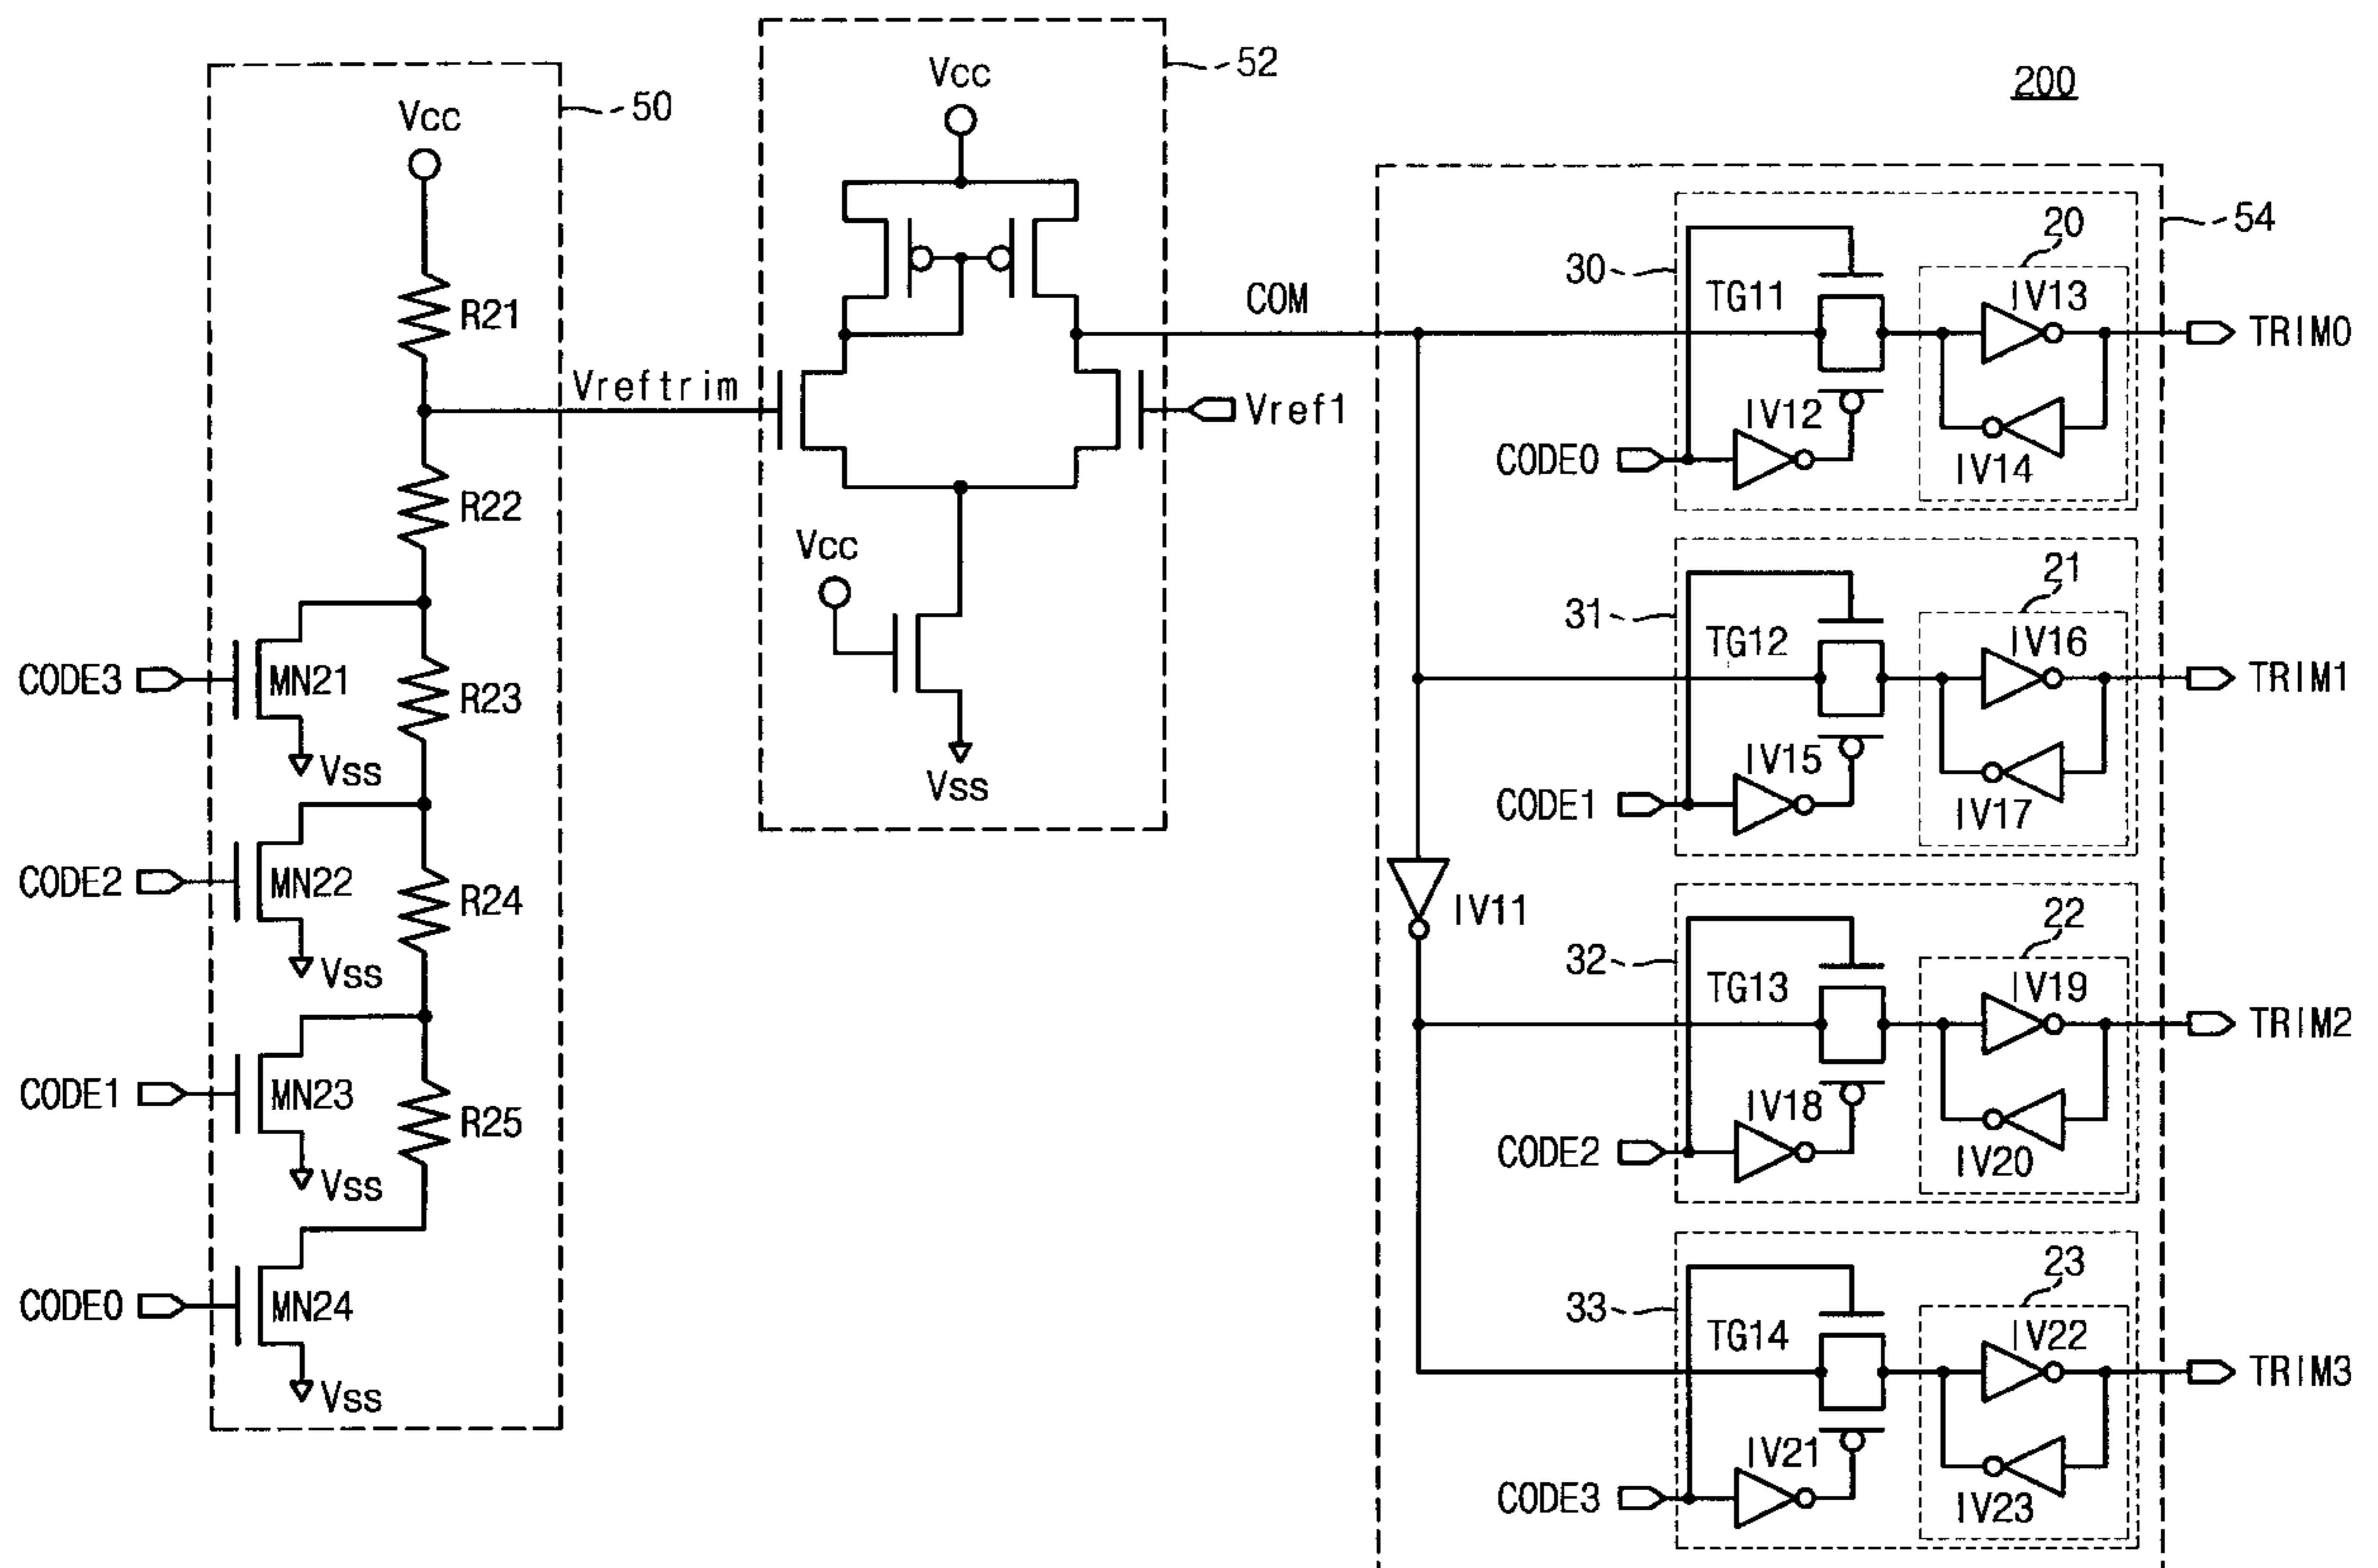 200
50
Vcc
R21
Vreftrim
R22
CODE3
MN21
Vss
R23
CODE2
MN22
Vss
R24
CODE1
MN23
Vss
R25
CODE0
MN24
Vss
52
Vcc
COM
Vref1
Vcc
Vss
54
30
20
TG11
IV13
TRIM0
IV12
CODE0
IV14
31
21
TG12
IV16
TRIM1
IV15
CODE1
IV17
IV11
32
22
TG13
IV19
TRIM2
IV18
CODE2
IV20
33
23
TG14
IV22
TRIM3
IV21
CODE3
IV23